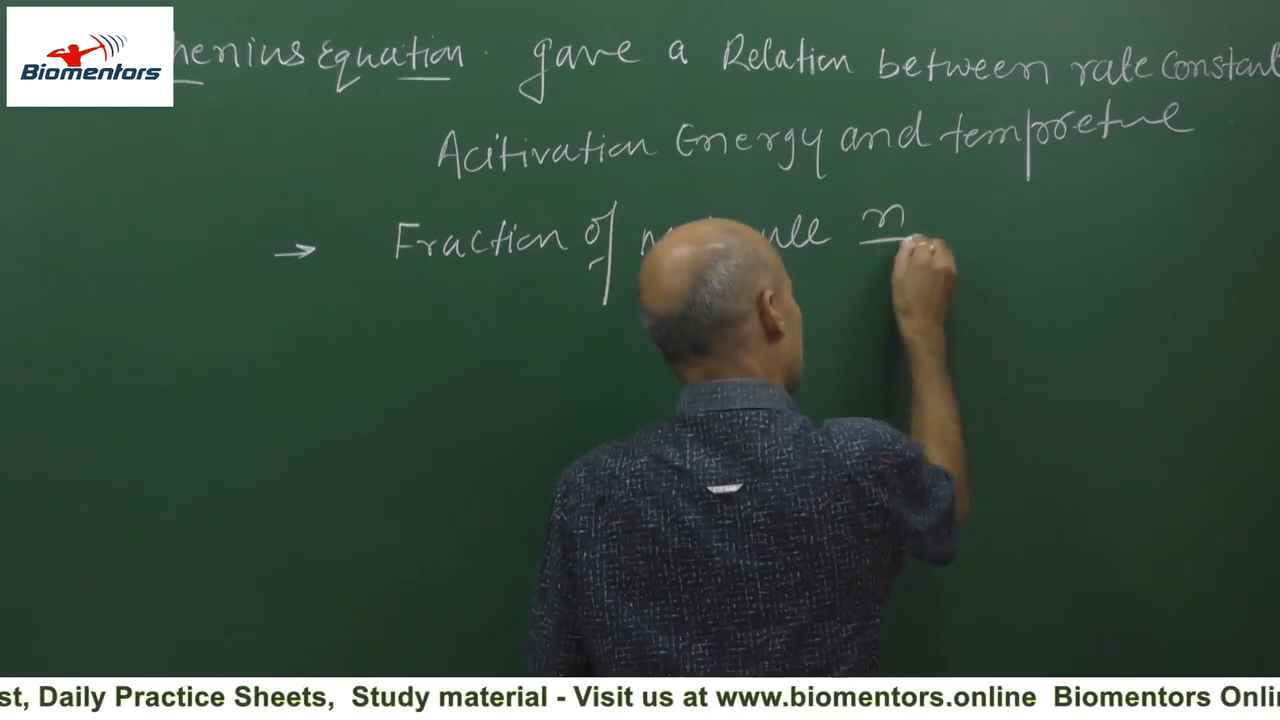 Biomentors
henius Equation. gave a Relation between rate Constant
Acitivation Energy and tempretue
→ Fraction of n
st, Daily Practice Sheets, Study material - Visit us at www.biomentors.online Biomentors Onli